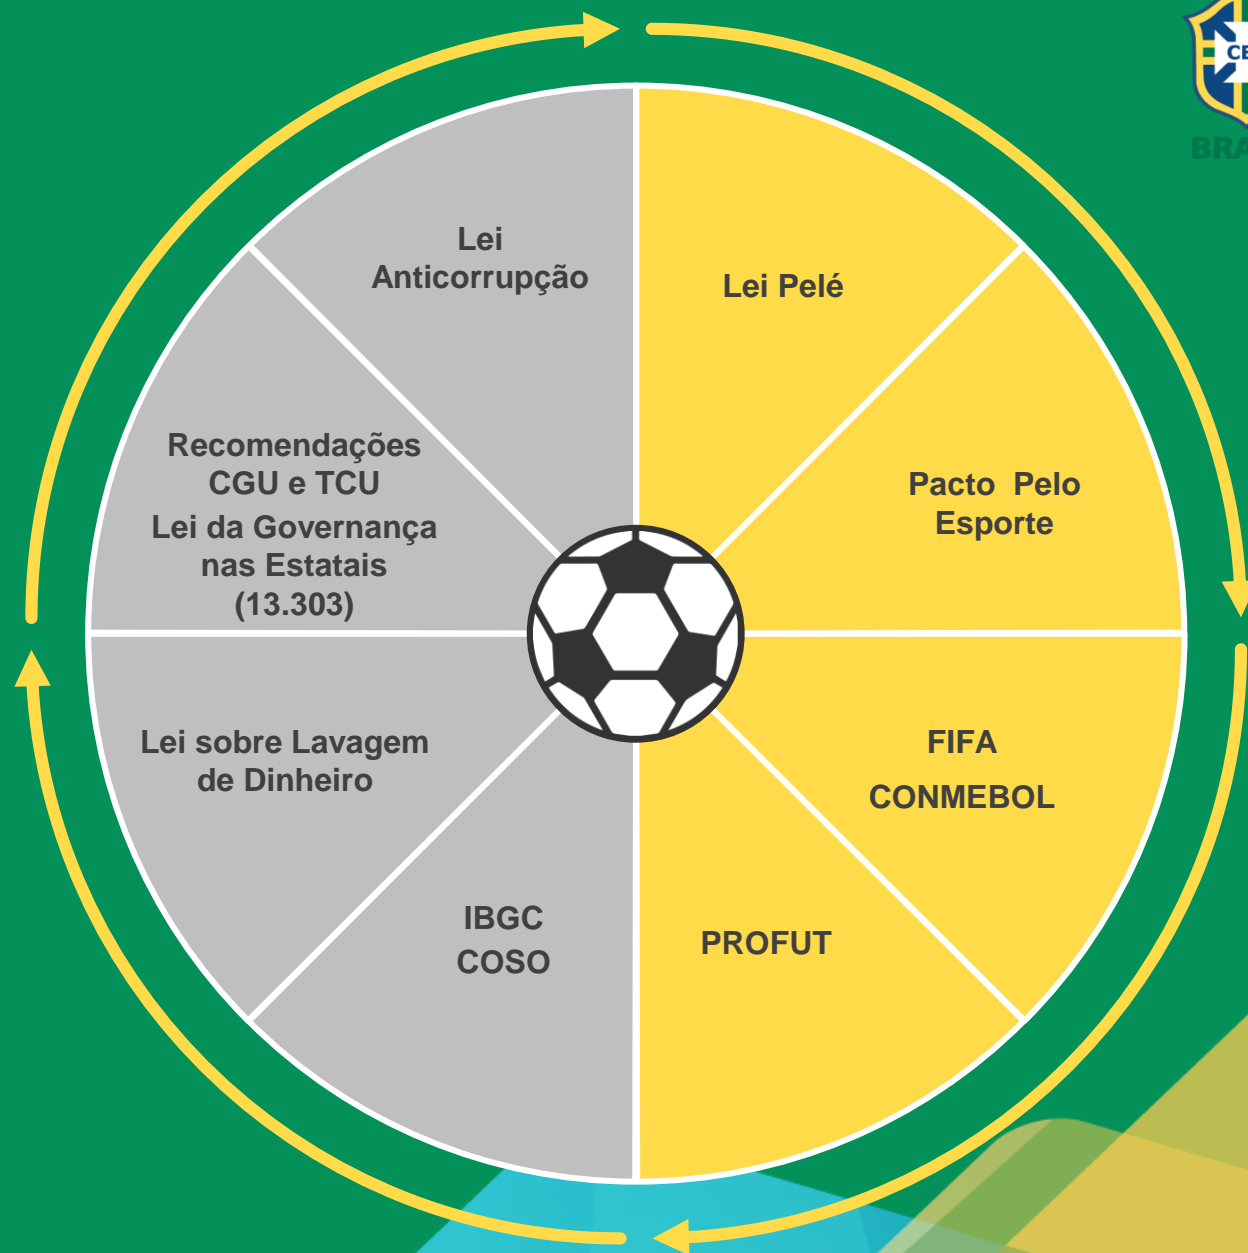 Lei
Anticorrupção
Lei Pelé
Recomendações
CGU e TCU
Lei da Governança
nas Estatais
(13.303)
Pacto Pelo
Esporte
Lei sobre Lavagem
de Dinheiro
FIFA
CONMEBOL
IBGC
COSO
PROFUT